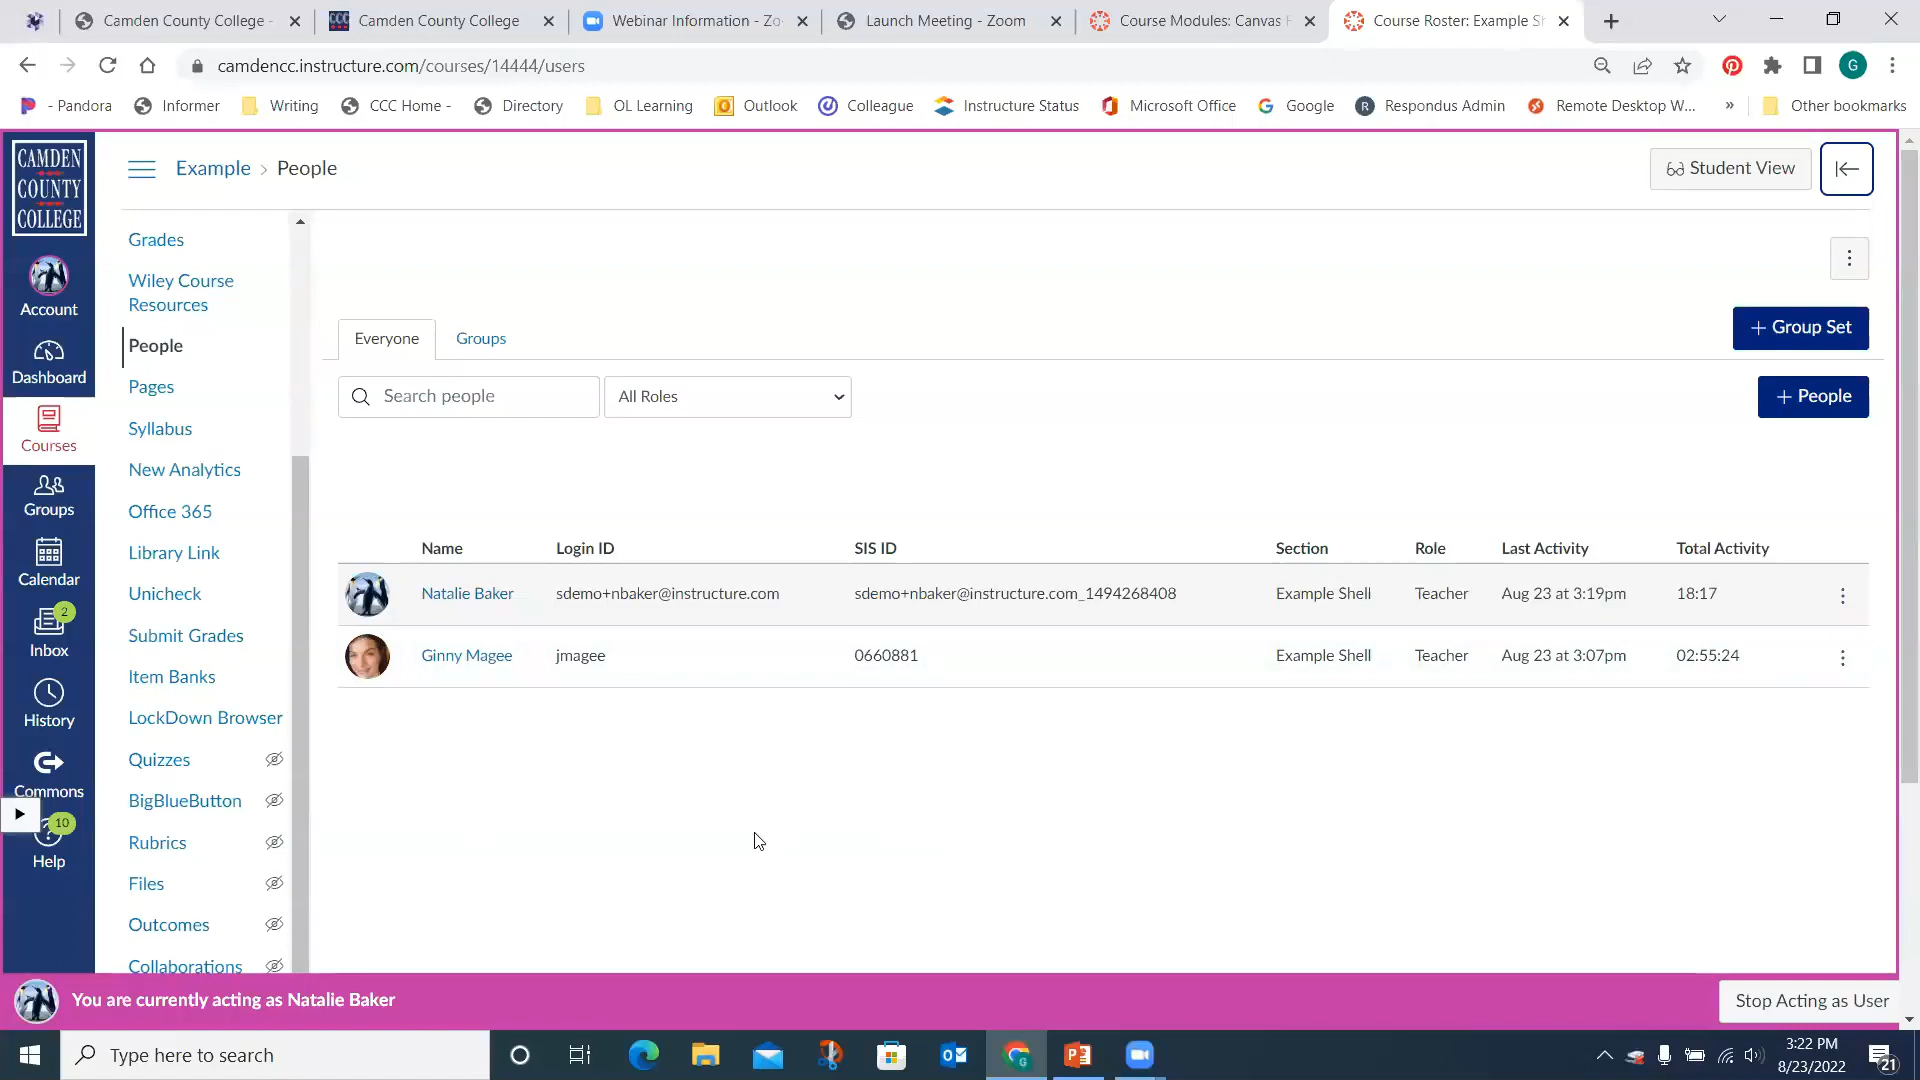 Camden County College -
Camden County College
Webinar Information - Zo
Launch Meeting - Zoom
Course Modules: Canvas
Course Roster: Example Sh
camdencc.instructure.com/courses/14444/users
G
- Pandora
Informer
Writing
CCC Home -
Directory
OL Learning
Outlook
Colleague
Instructure Status
Microsoft Office
Google
R
Respondus Admin
Remote Desktop W...
»
Other bookmarks
CAMDEN
COUNTY
COLLEGE
Example > People
Student View
Account
Dashboard
Courses
Groups
Calendar
2
Inbox
History
Commons
10
Help
Grades
Wiley Course
Resources
People
Pages
Syllabus
New Analytics
Office 365
Library Link
Unicheck
Submit Grades
Item Banks
LockDown Browser
Quizzes
BigBlueButton
Rubrics
Files
Outcomes
Collaborations
Everyone Groups
+ Group Set
Search people
All Roles
+ People
Name Login ID SIS ID Section Role Last Activity Total Activity
Natalie Baker sdemo+nbaker@instructure.com sdemo+nbaker@instructure.com_1494268408 Example Shell Teacher Aug 23 at 3:19pm 18:17
Ginny Magee jmagee 0660881 Example Shell Teacher Aug 23 at 3:07pm 02:55:24
You are currently acting as Natalie Baker
Stop Acting as User
Type here to search
3:22 PM
8/23/2022
21